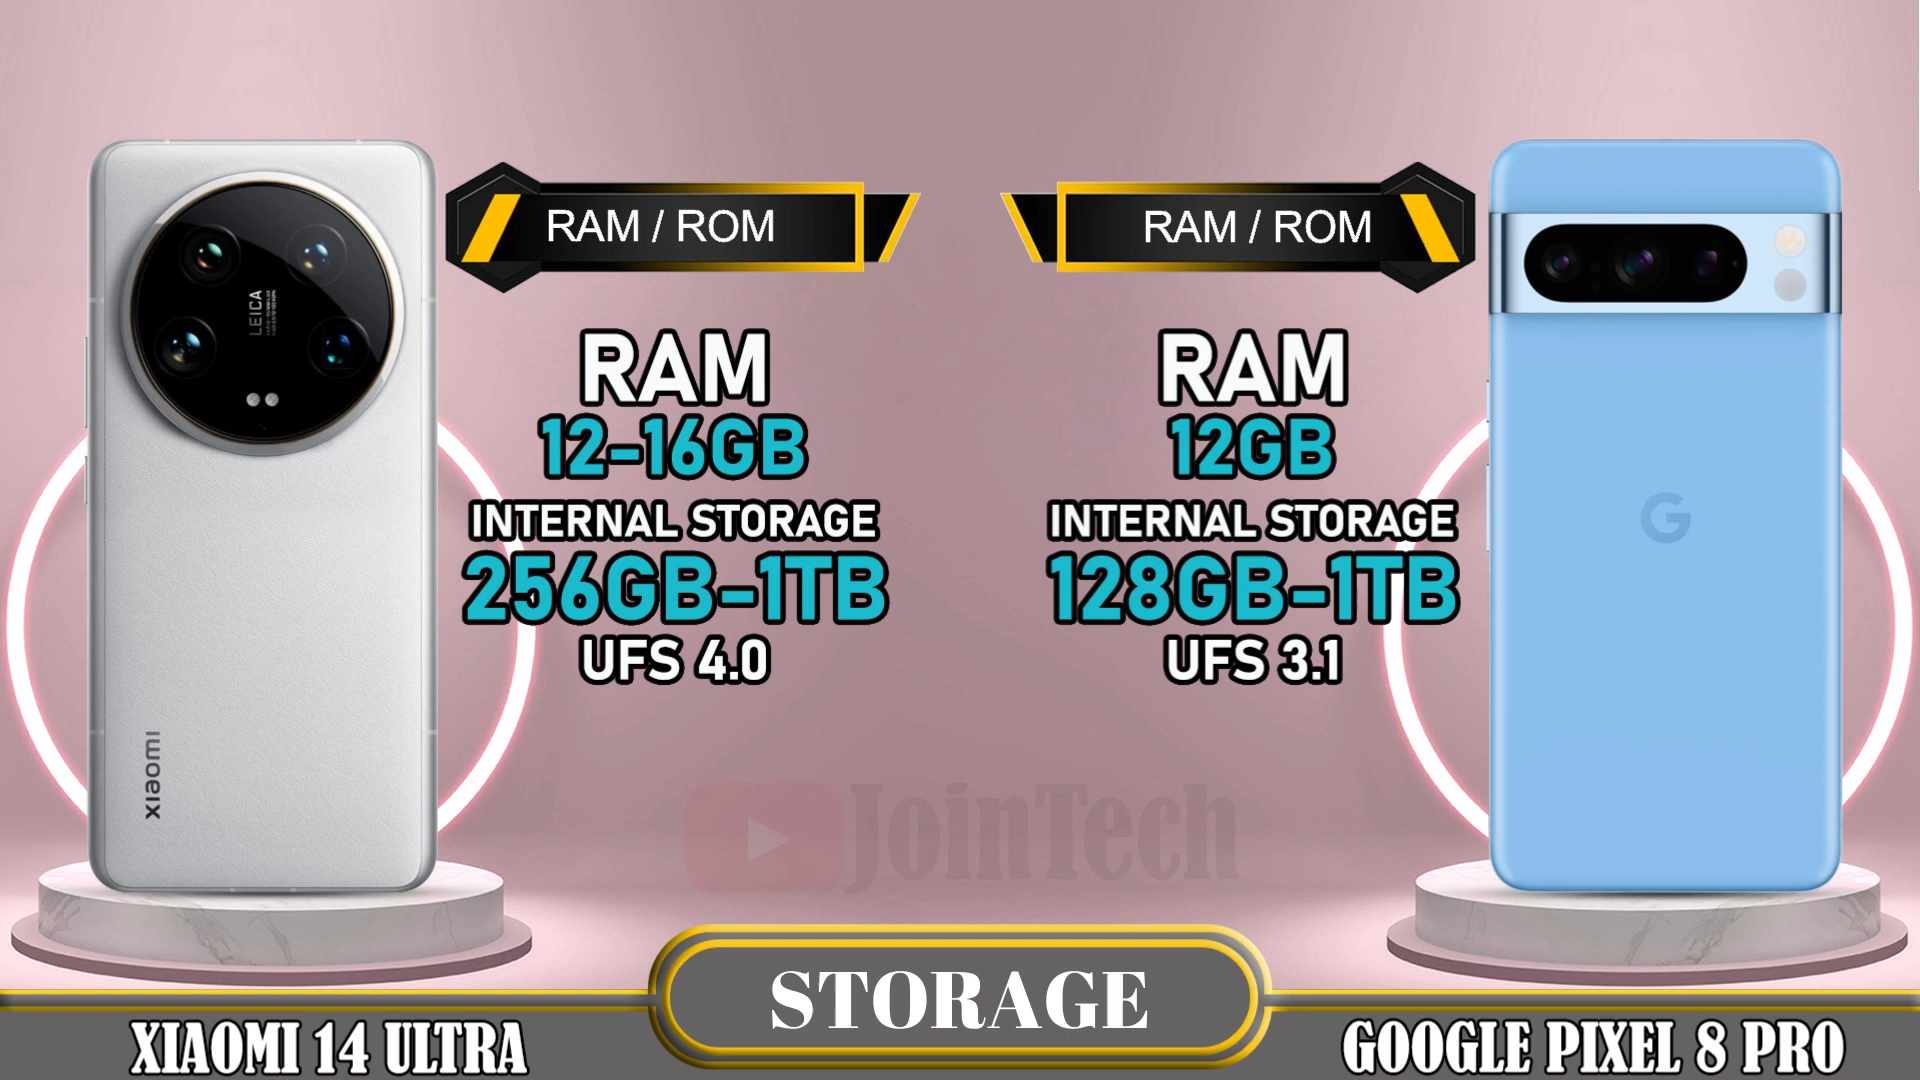 RAM / ROM
RAM
12-16GB
INTERNAL STORAGE
256GB-1TB
UFS 4.0
RAM / ROM
RAM
12GB
INTERNAL STORAGE
128GB-1TB
UFS 3.1
LEICA
xiaomi
G
JoinTech
STORAGE
XIAOMI 14 ULTRA
GOOGLE PIXEL 8 PRO